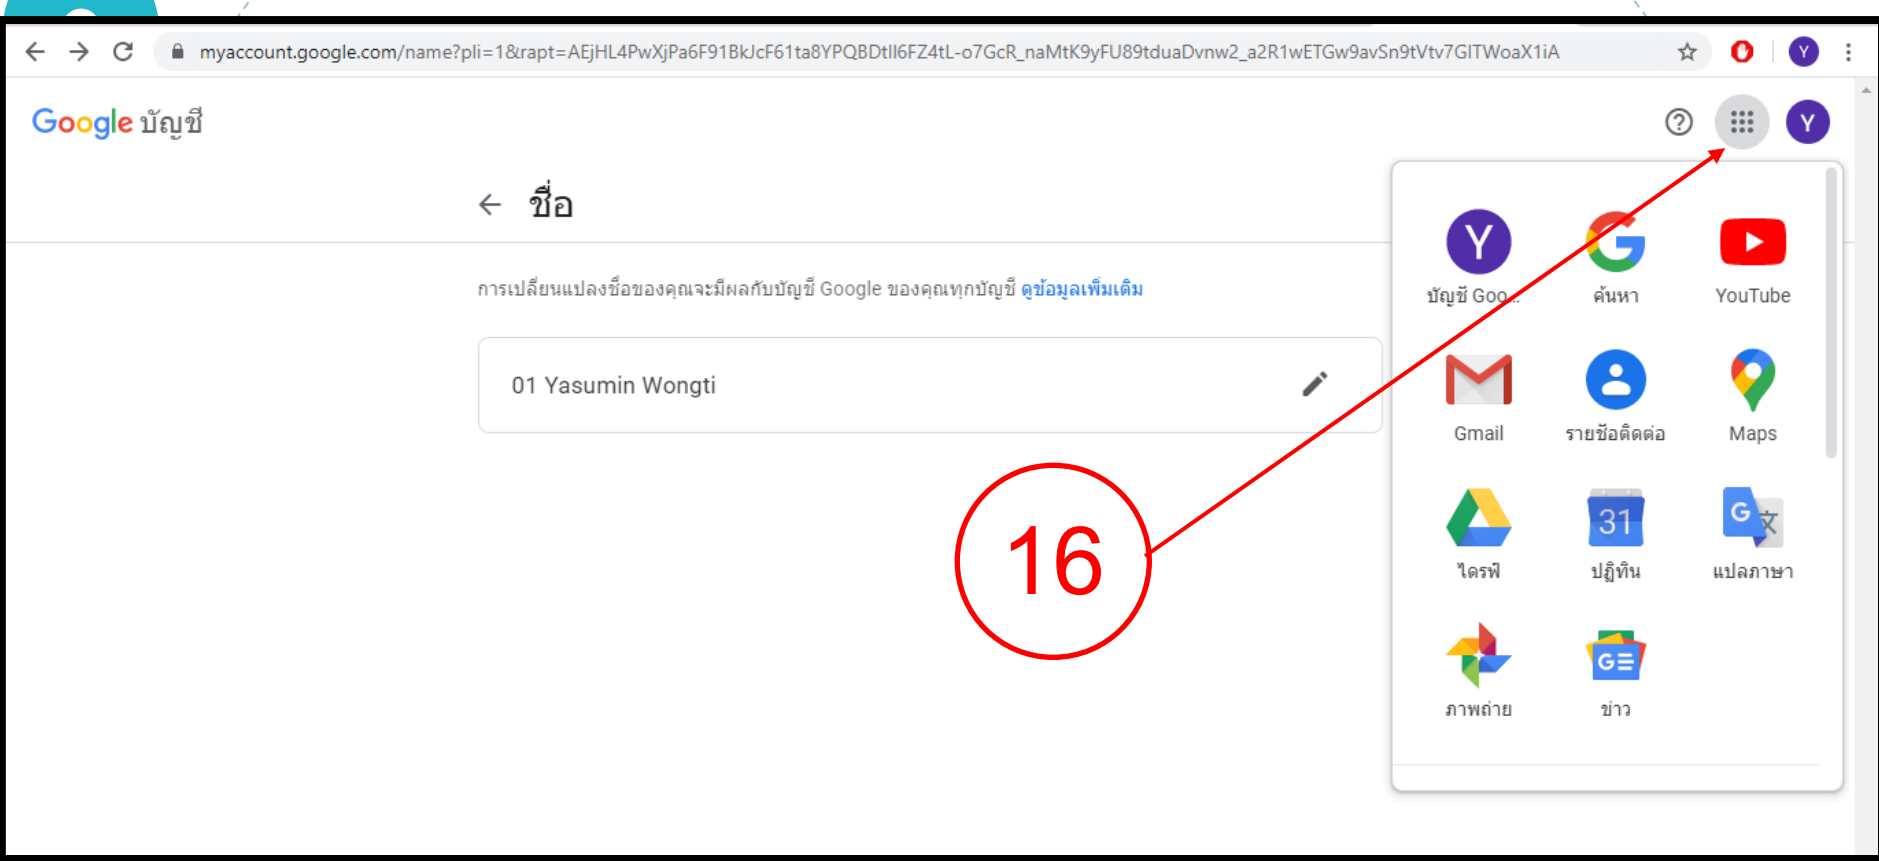 myaccount.google.com/name?pli=1&rapt=AEjHL4PwXjPa6F91BkJcF61ta8YPQBDtlI6FZ4tL-o7GcR_naMtK9yFU89tduaDvnw2_a2R1wETGw9avSn9tVtv7GlTWoaX1iA
Y
Google บัญชี
Y
ชื่อ
การเปลี่ยนแปลงชื่อของคุณจะมีผลกับบัญชี Google ของคุณทุกบัญชี ดูข้อมูลเพิ่มเติม
01 Yasumin Wongti
16
Y
บัญชี Goo...
ค้นหา
YouTube
Gmail
รายชื่อติดต่อ
Maps
31
G 文
ไดรฟ์
ปฏิทิน
แปลภาษา
G
ภาพถ่าย
ข่าว